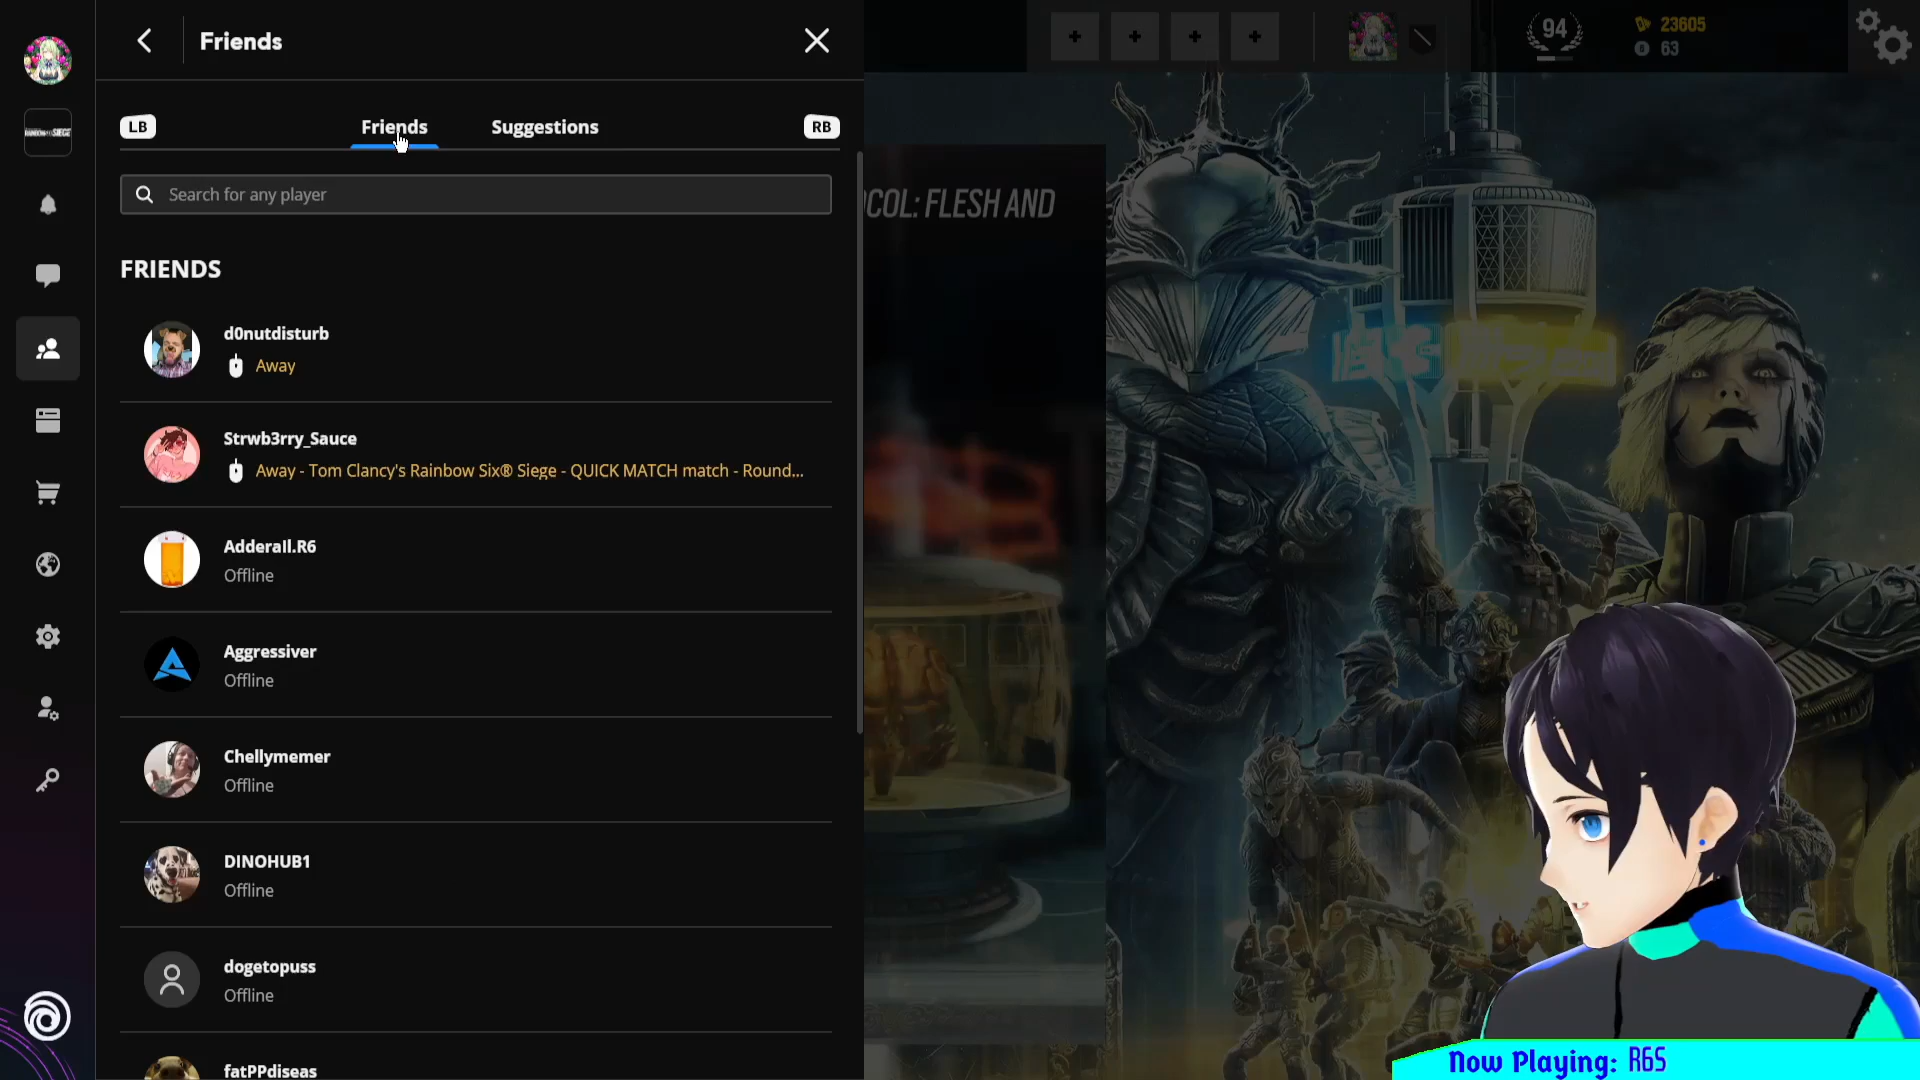 Friends
94
23605
63
LB
Friends
Suggestions
RB
Search for any player
COL: FLESH AND
FRIENDS
d0nutdisturb
Away
Strwb3rry_Sauce
Away - Tom Clancy's Rainbow Six® Siege - QUICK MATCH match - Round...
Adderall.R6
Offline
Aggressiver
Offline
Chellymemer
Offline
DINOHUB1
Offline
dogetopuss
Offline
fatPPdiseas
Now Playing: R6S